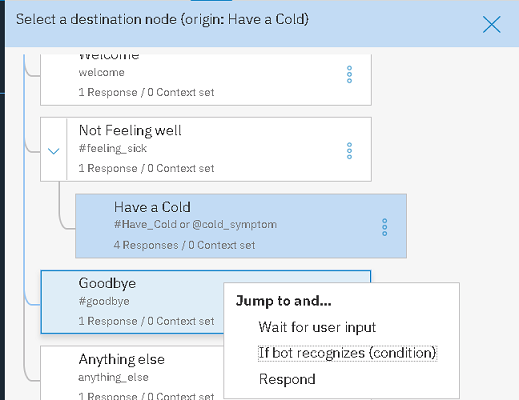 Select a destination node {origin: Have a Cold}
Welcome
welcome
1 Response / 0 Context set
Not Feeling well
#feeling_sick
1 Response / 0 Context set
Have a Cold
#Have_Cold or @cold_symptom
4 Responses / 0 Context set
Goodbye
#goodbye
1 Response / 0 Context set
Anything else
anything_else
1 Response / 0 Context set
Jump to and...
Wait for user input
If bot recognizes {condition}
Respond